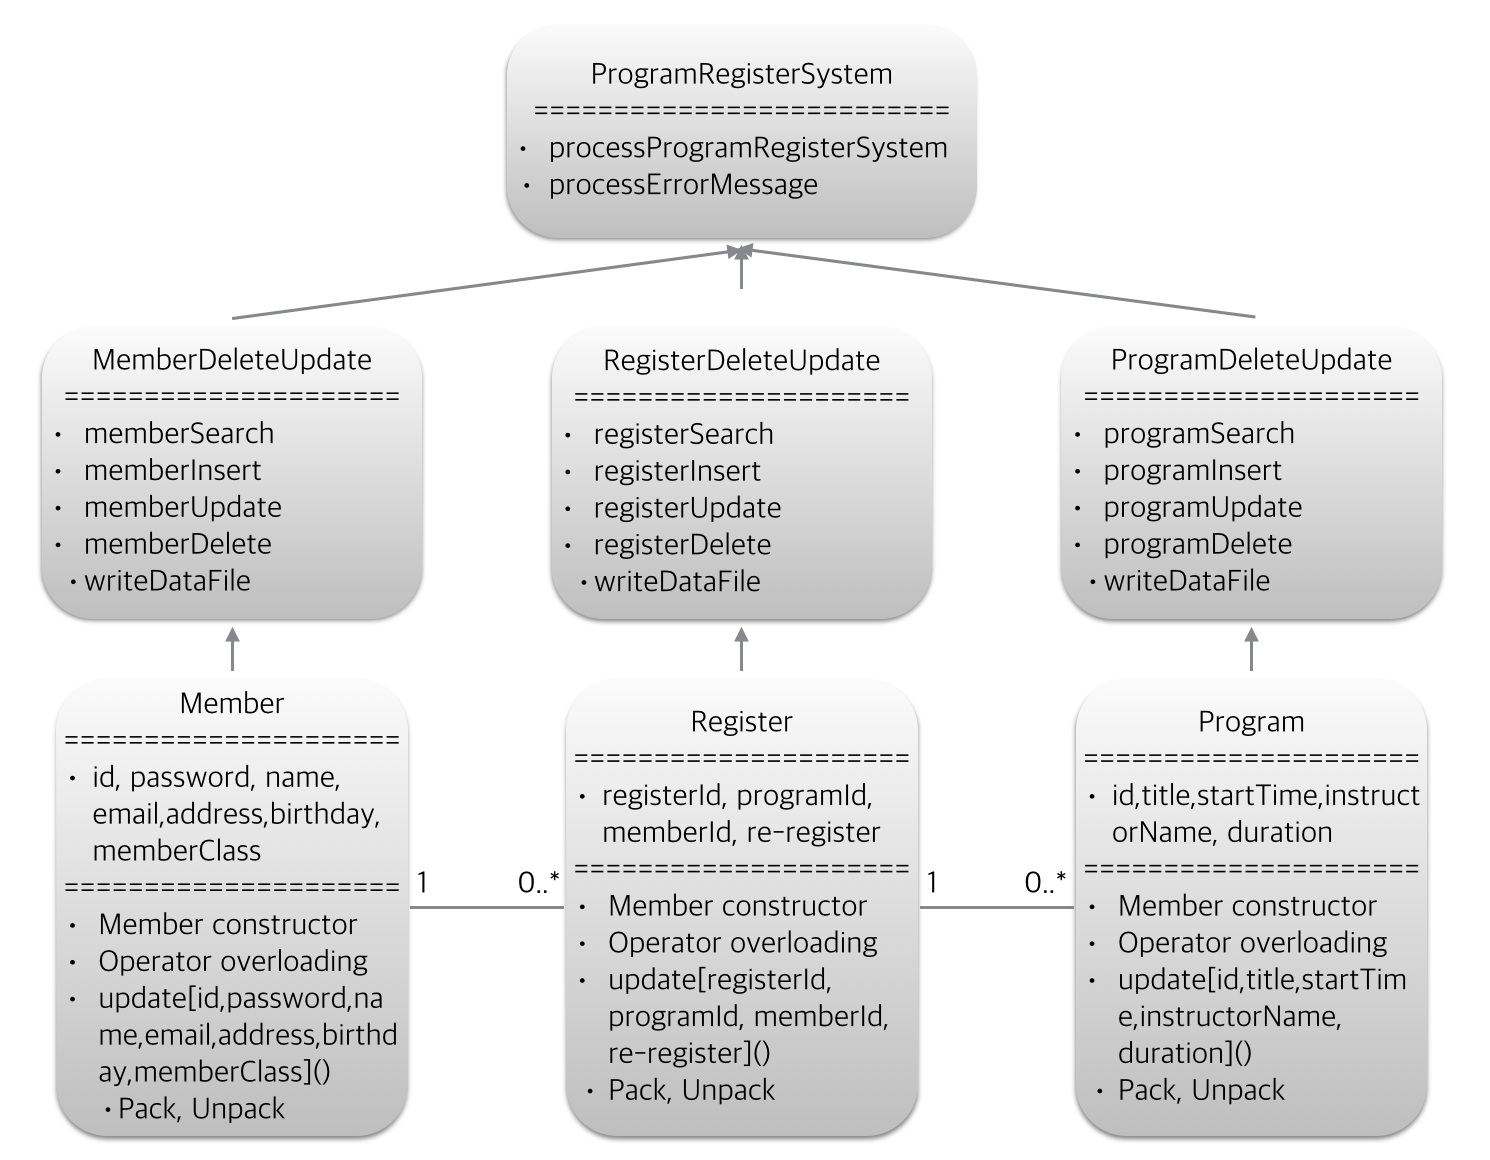 ProgramRegisterSystem
==========================
• processProgramRegisterSystem
• processErrorMessage
MemberDeleteUpdate
=====================
• memberSearch
• memberInsert
• memberUpdate
• memberDelete
• writeDataFile
RegisterDeleteUpdate
=====================
• registerSearch
• registerInsert
• registerUpdate
• registerDelete
• writeDataFile
ProgramDeleteUpdate
=====================
• programSearch
• programInsert
• programUpdate
• programDelete
• writeDataFile
Member
=====================
• id, password, name,
email,address,birthday,
memberClass
=====================
• Member constructor
• Operator overloading
• update[id,password,na
me,email,address,birthd
ay,memberClass]()
• Pack, Unpack
1
0..*
Register
=====================
• registerId, programId,
memberId, re-register
=====================
• Member constructor
• Operator overloading
• update[registerId,
programId, memberId,
re-register]()
• Pack, Unpack
1
0..*
Program
=====================
• id,title,startTime,instruct
orName, duration
=====================
• Member constructor
• Operator overloading
• update[id,title,startTim
e,instructorName,
duration]()
• Pack, Unpack